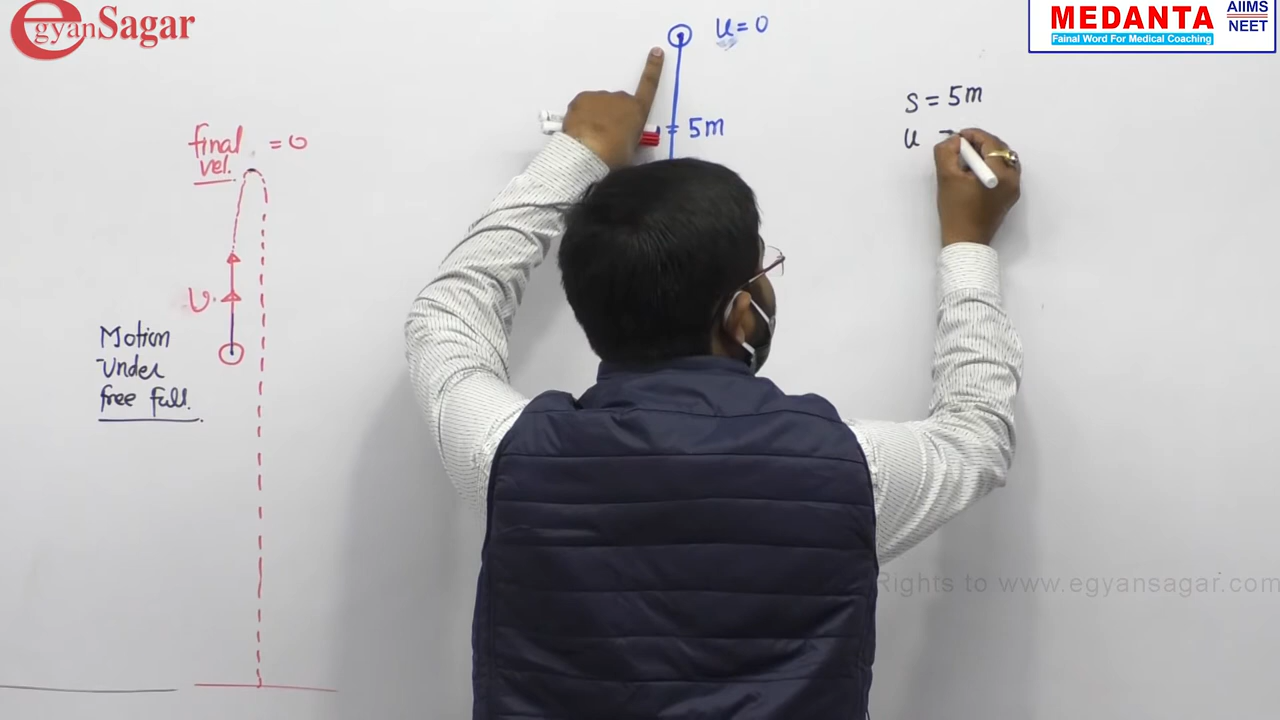 egyanSagar
MEDANTA
Fainal Word For Medical Coaching
AIIMS
NEET
u = 0
= 5m
s = 5m
u
final = 0
vel.
u
Motion
Under
free fall.
Rights to www.egyansagar.com